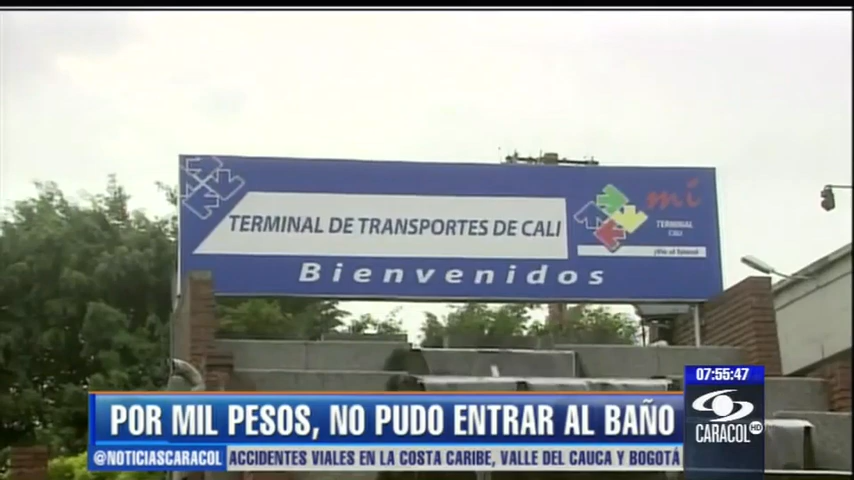 TERMINAL DE TRANSPORTES DE CALI
mi
TERMINAL
CALI
Bienvenidos
07:55:47
POR MIL PESOS, NO PUDO ENTRAR AL BAÑO
CARACOL HD
@NOTICIASCARACOL ACCIDENTES VIALES EN LA COSTA CARIBE, VALLE DEL CAUCA Y BOGOTÁ